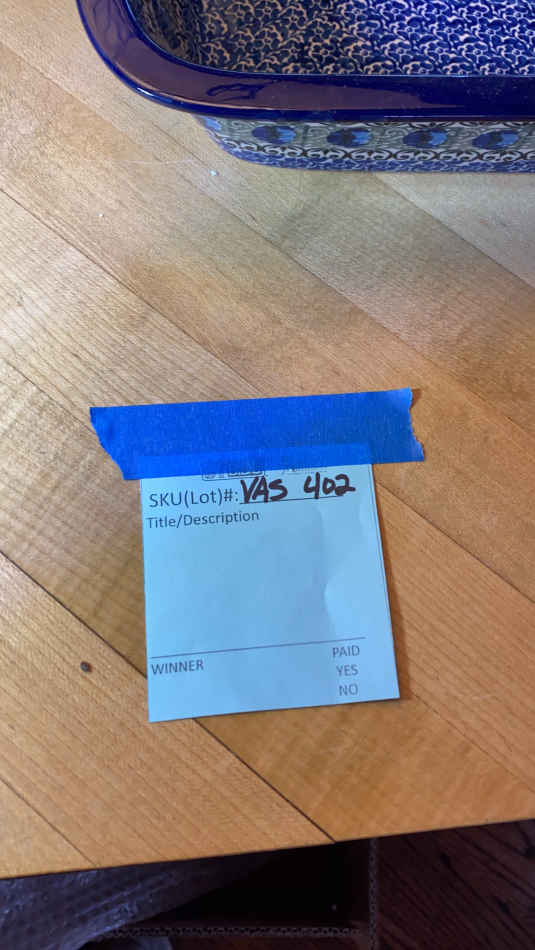 SKU(Lot)#: VAS 402
Title/Description
WINNER PAID
YES
NO